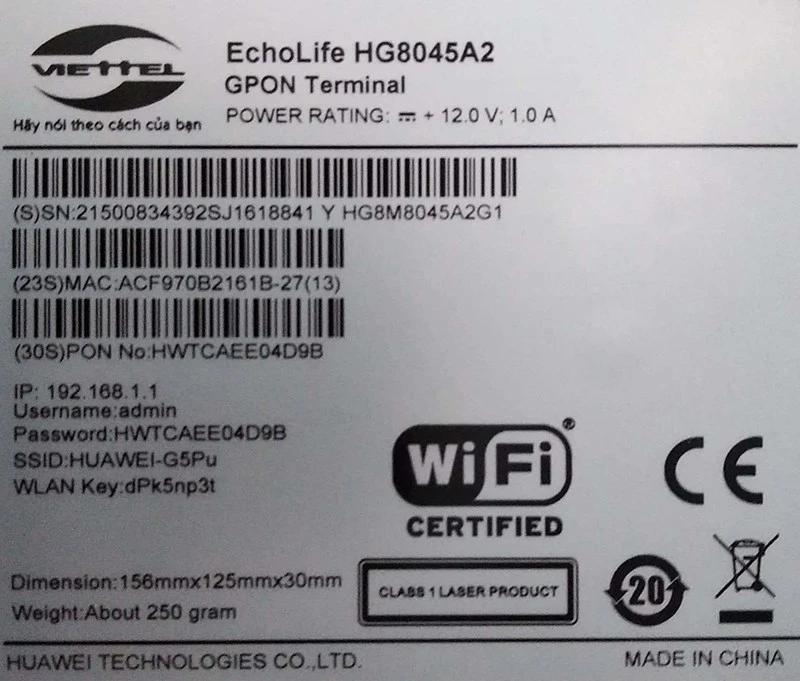 VIETTEL
Hãy nói theo cách của bạn
EchoLife HG8045A2
GPON Terminal
POWER RATING: ⎓ + 12.0 V; 1.0 A
(S)SN:21500834392SJ1618841 Y HG8M8045A2G1
(23S)MAC:ACF970B2161B-27(13)
(30S)PON No:HWTCAEE04D9B
IP: 192.168.1.1
Username:admin
Password:HWTCAEE04D9B
SSID:HUAWEI-G5Pu
WLAN Key:dPk5np3t
WiFi®
CERTIFIED
CE
Dimension:156mmx125mmx30mm
Weight:About 250 gram
CLASS 1 LASER PRODUCT
20
HUAWEI TECHNOLOGIES CO.,LTD.
MADE IN CHINA